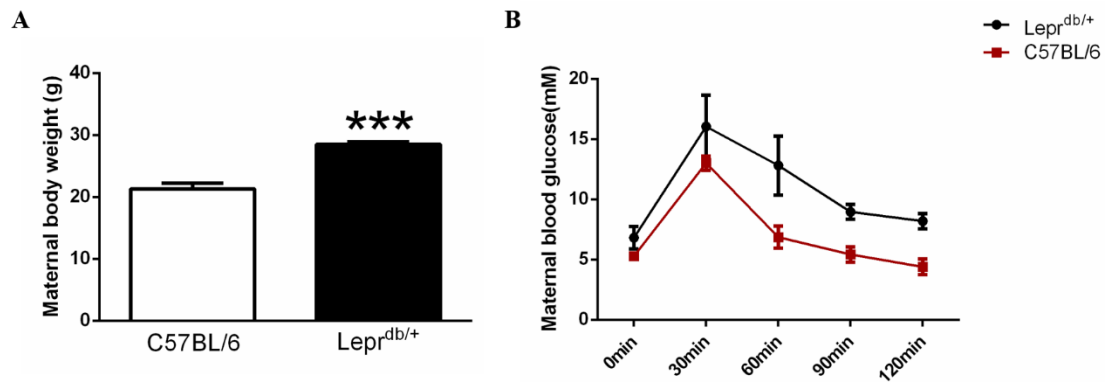 A
Maternal body weight (g)
40
30
20
10
0
***
C57BL/6
Lepr^db/+
B
Lepr^db/+
C57BL/6
Maternal blood glucose(mM)
20
15
10
5
0
0min
30min
60min
90min
120min